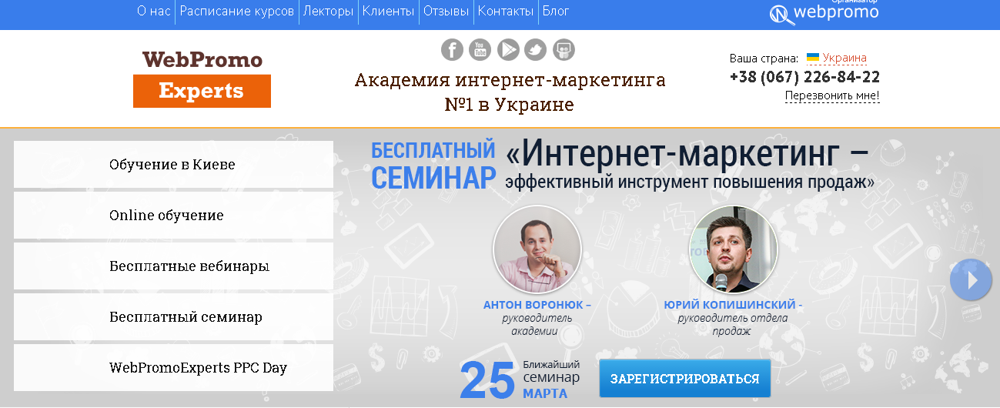 О нас Расписание курсов Лекторы Клиенты Отзывы Контакты Блог
Организатор
webpromo
WebPromo
Experts
You
Tube
Академия интернет-маркетинга
№1 в Украине
Ваша страна: Украина
+38 (067) 226-84-22
Перезвонить мне!
Обучение в Киеве
Online обучение
Бесплатные вебинары
Бесплатный семинар
WebPromoExperts PPC Day
БЕСПЛАТНЫЙ
СЕМИНАР
«Интернет-маркетинг –
эффективный инструмент повышения продаж»
АНТОН ВОРОНЮК –
руководитель
академии
ЮРИЙ КОПИШИНСКИЙ -
руководитель отдела
продаж
25
Ближайший
семинар
МАРТА
ЗАРЕГИСТРИРОВАТЬСЯ